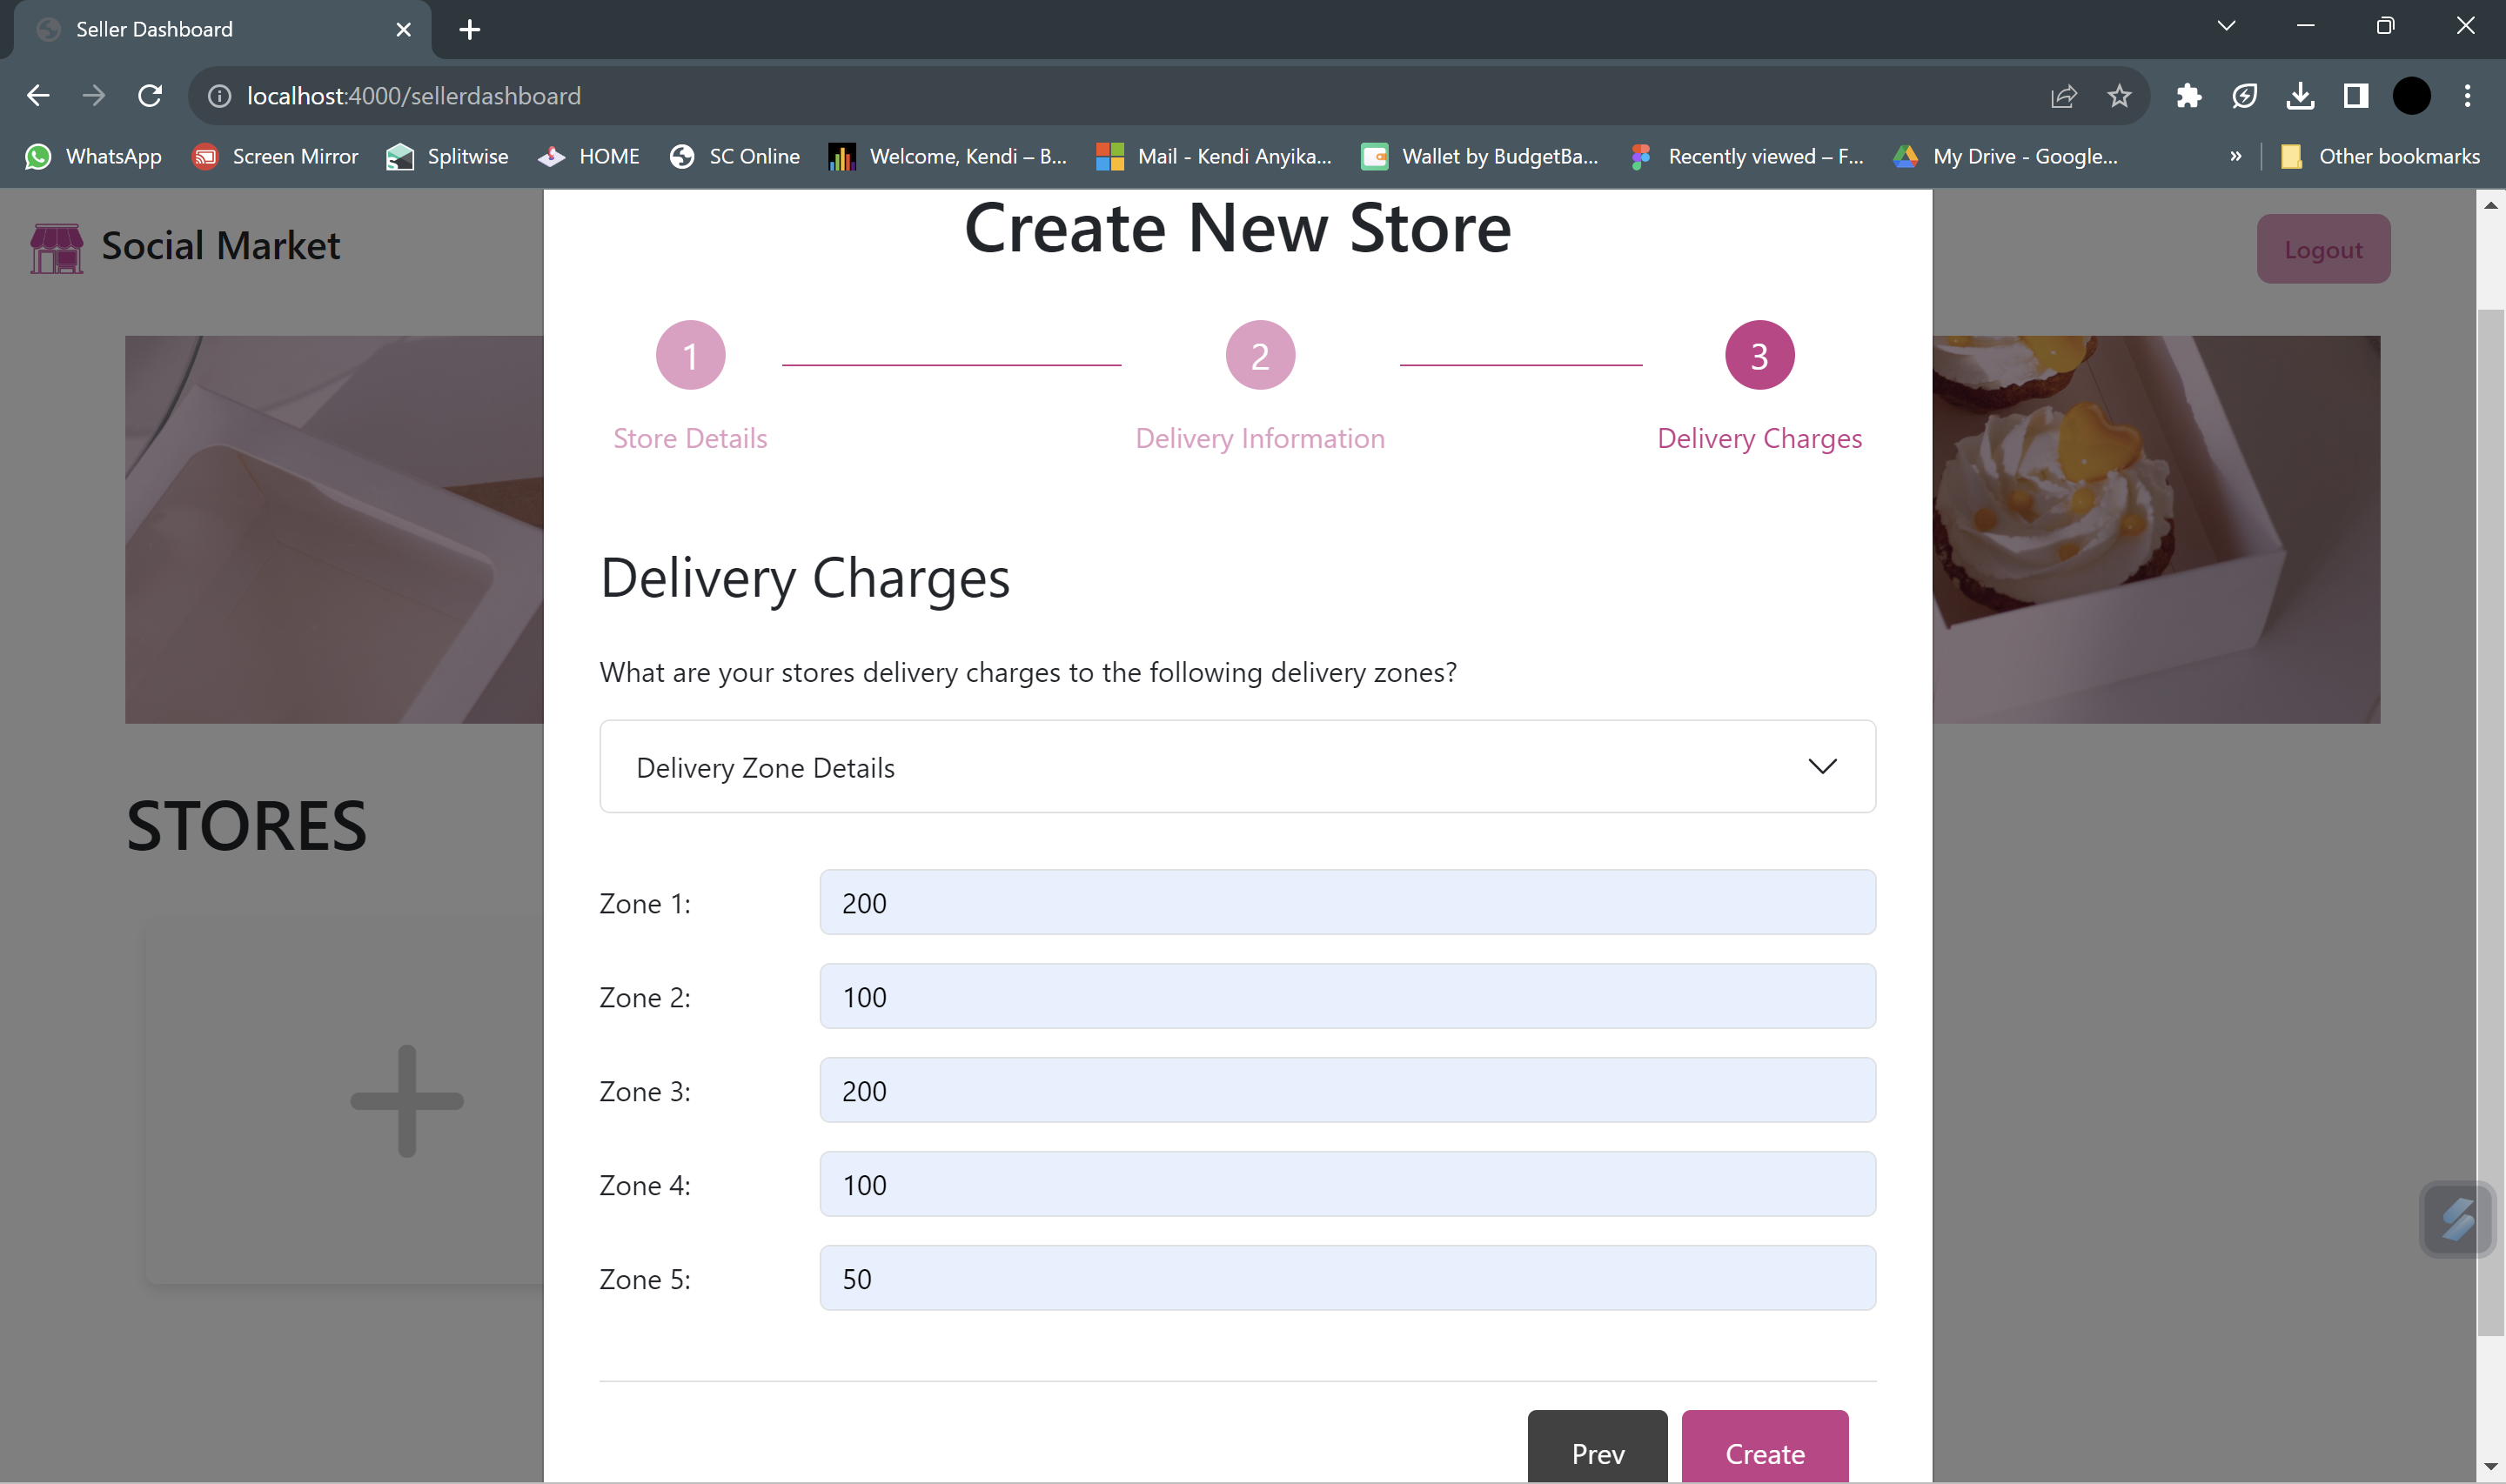 Seller Dashboard
localhost:4000/sellerdashboard
WhatsApp Screen Mirror Splitwise HOME SC Online Welcome, Kendi – B... Mail - Kendi Anyika... Wallet by BudgetBa... Recently viewed – F... My Drive - Google... » Other bookmarks
Social Market
Logout
STORES
Create New Store
1 2 3
Store Details Delivery Information Delivery Charges
Delivery Charges
What are your stores delivery charges to the following delivery zones?
Delivery Zone Details
Zone 1: 200
Zone 2: 100
Zone 3: 200
Zone 4: 100
Zone 5: 50
Prev Create